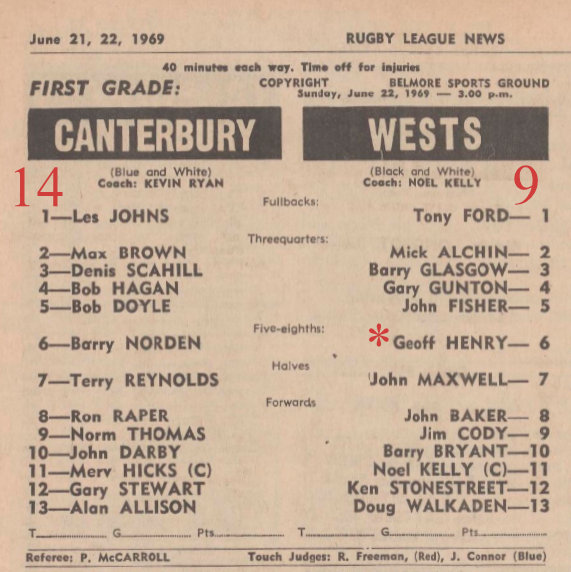 June 21, 22, 1969 RUGBY LEAGUE NEWS
40 minutes each way. Time off for injuries
FIRST GRADE: COPYRIGHT BELMORE SPORTS GROUND
Sunday, June 22, 1969 — 3.00 p.m.
CANTERBURY WESTS
(Blue and White) (Black and White)
Coach: KEVIN RYAN Coach: NOEL KELLY
14 9
Fullbacks:
1—Les JOHNS Tony FORD— 1
Threequarters:
2—Max BROWN Mick ALCHIN— 2
3—Denis SCAHILL Barry GLASGOW— 3
4—Bob HAGAN Gary GUNTON— 4
5—Bob DOYLE John FISHER— 5
Five-eighths:
6—Barry NORDEN * Geoff HENRY— 6
Halves
7—Terry REYNOLDS John MAXWELL— 7
Forwards
8—Ron RAPER John BAKER— 8
9—Norm THOMAS Jim CODY— 9
10—John DARBY Barry BRYANT—10
11—Merv HICKS (C) Noel KELLY (C)—11
12—Gary STEWART Ken STONESTREET—12
13—Alan ALLISON Doug WALKADEN—13
T............ G............ Pts............ T............ G............ Pts............
Referee: P. McCARROLL Touch Judges: R. Freeman, (Red), J. Connor (Blue)